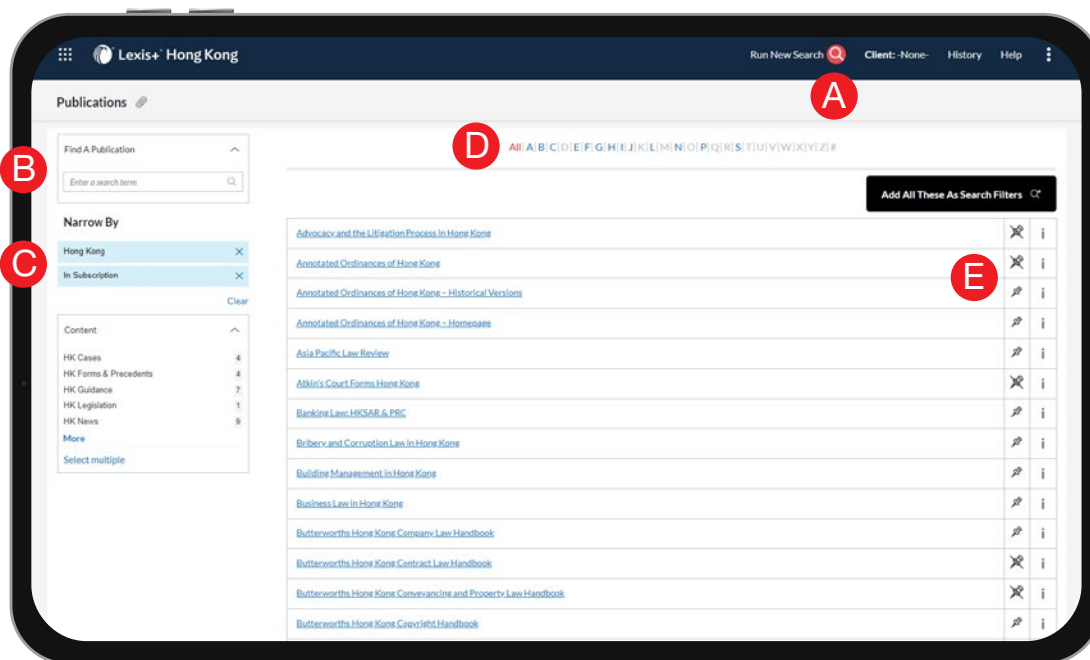 Lexis+ Hong Kong
Run New Search
Client: -None-
History
Help
A
Publications
B
Find A Publication
Enter a search term
D
All|A|B|C|D|E|F|G|H|I|J|K|L|M|N|O|P|Q|R|S|T|U|V|W|X|Y|Z|#
Add All These As Search Filters
Narrow By
C
Hong Kong
In Subscription
Clear
Content
HK Cases 4
HK Forms & Precedents 4
HK Guidance 7
HK Legislation 1
HK News 9
More
Select multiple
E
Advocacy and the Litigation Process in Hong Kong
Annotated Ordinances of Hong Kong
Annotated Ordinances of Hong Kong – Historical Versions
Annotated Ordinances of Hong Kong - Homepage
Asia Pacific Law Review
Atkin's Court Forms Hong Kong
Banking Law: HKSAR & PRC
Bribery and Corruption Law in Hong Kong
Building Management in Hong Kong
Business Law in Hong Kong
Butterworths Hong Kong Company Law Handbook
Butterworths Hong Kong Contract Law Handbook
Butterworths Hong Kong Conveyancing and Property Law Handbook
Butterworths Hong Kong Copyright Handbook